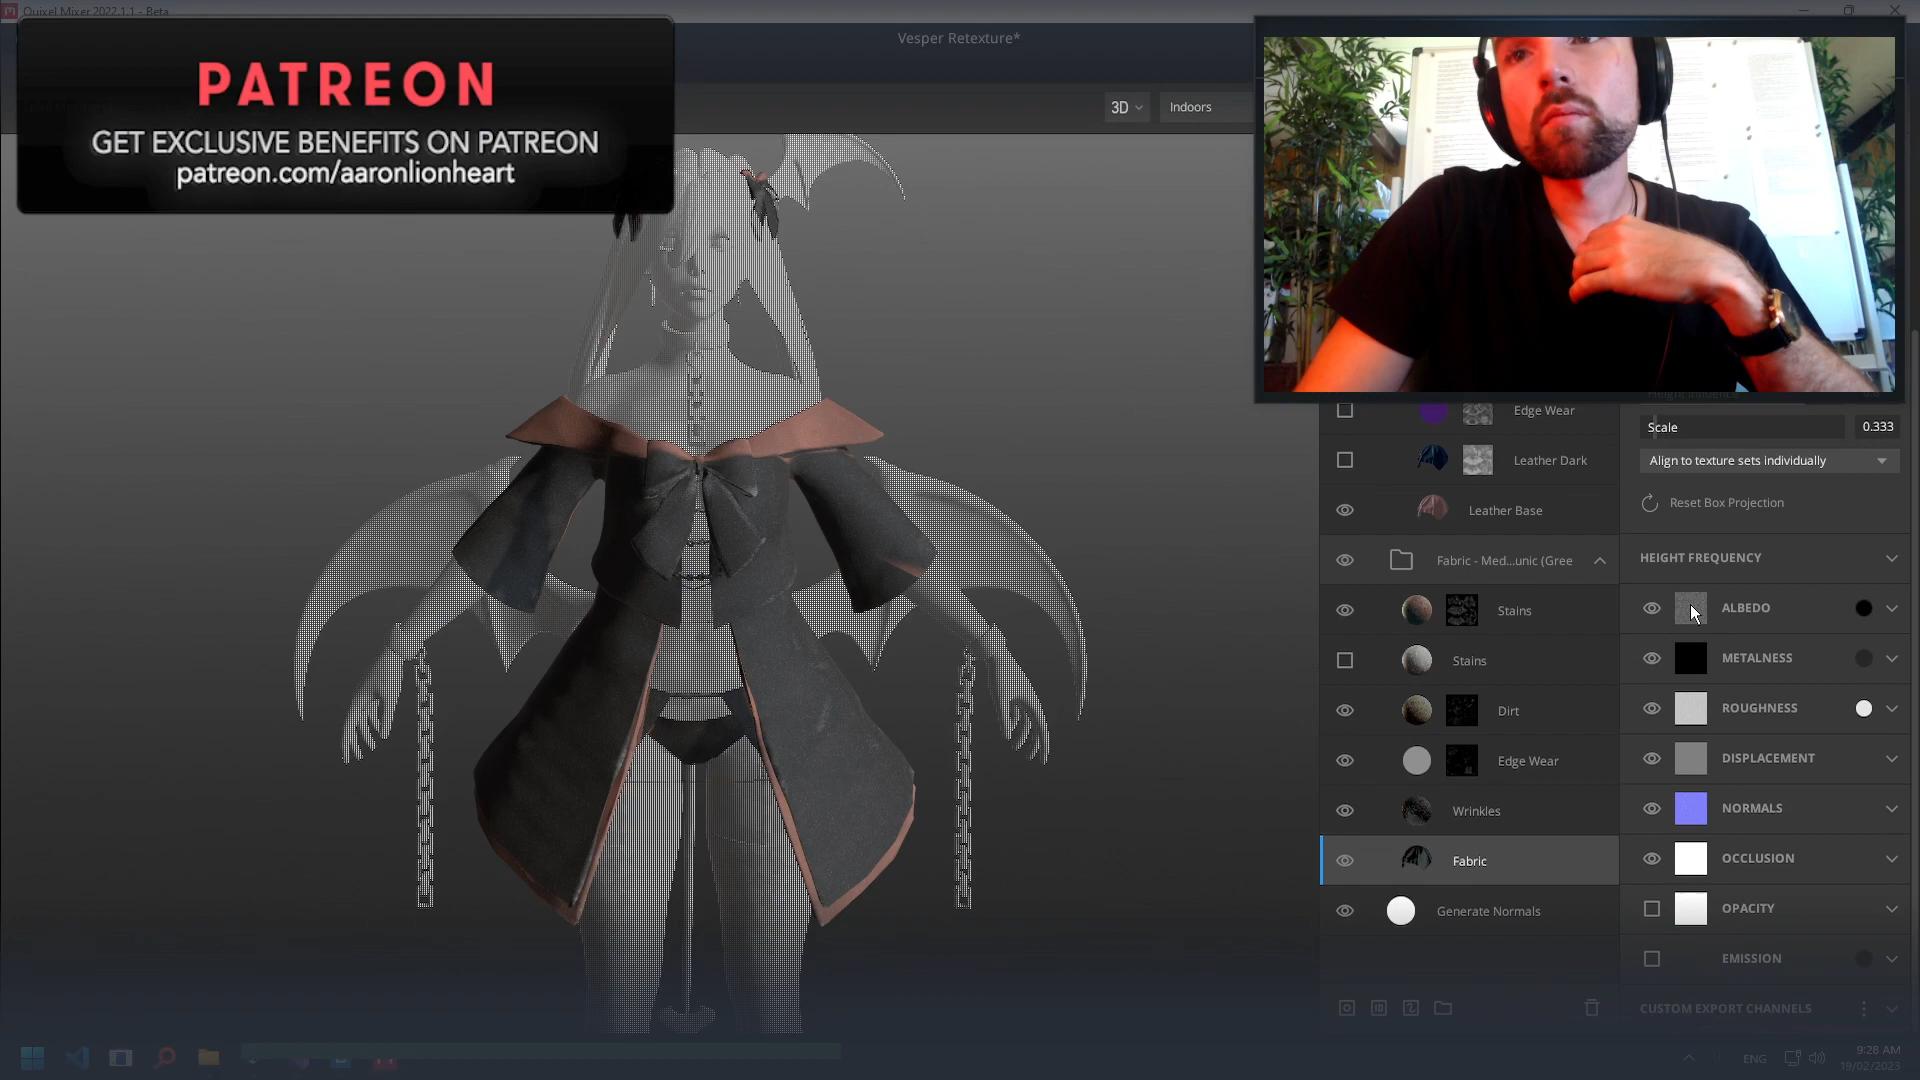 Quixel Mixer 2022.1.1 - Beta
Vesper Retexture*
PATREON
GET EXCLUSIVE BENEFITS ON PATREON
patreon.com/aaronlionheart
3D
Indoors
Edge Wear
Leather Dark
Leather Base
Fabric - Med...unic (Gree
Stains
Stains
Dirt
Edge Wear
Wrinkles
Fabric
Generate Normals
Height Influence
Scale
0.333
Align to texture sets individually
Reset Box Projection
HEIGHT FREQUENCY
ALBEDO
METALNESS
ROUGHNESS
DISPLACEMENT
NORMALS
OCCLUSION
OPACITY
EMISSION
CUSTOM EXPORT CHANNELS
ENG
9:28 AM
19/02/2023